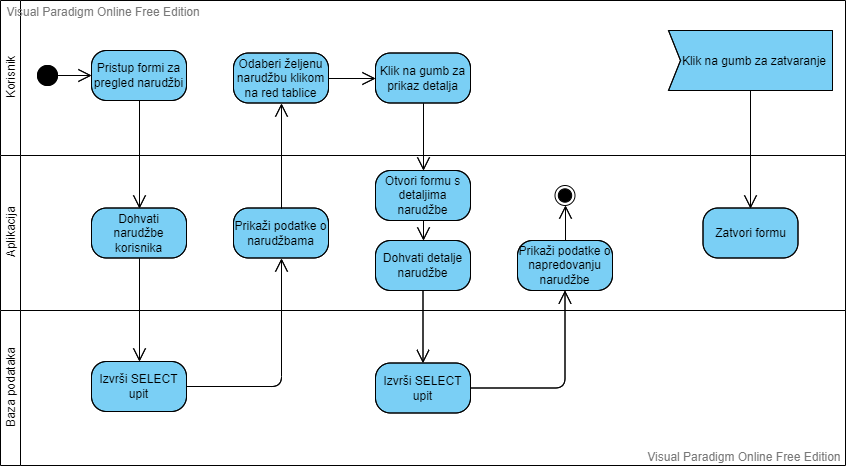 Visual Paradigm Online Free Edition
Korisnik
Pristup formi za
pregled narudžbi
Odaberi željenu
narudžbu klikom
na red tablice
Klik na gumb za
prikaz detalja
Klik na gumb za zatvaranje
Aplikacija
Dohvati
narudžbe
korisnika
Prikaži podatke o
narudžbama
Otvori formu s
detaljima
narudžbe
Dohvati detalje
narudžbe
Prikaži podatke o
napredovanju
narudžbe
Zatvori formu
Baza podataka
Izvrši SELECT
upit
Izvrši SELECT
upit
Visual Paradigm Online Free Edition